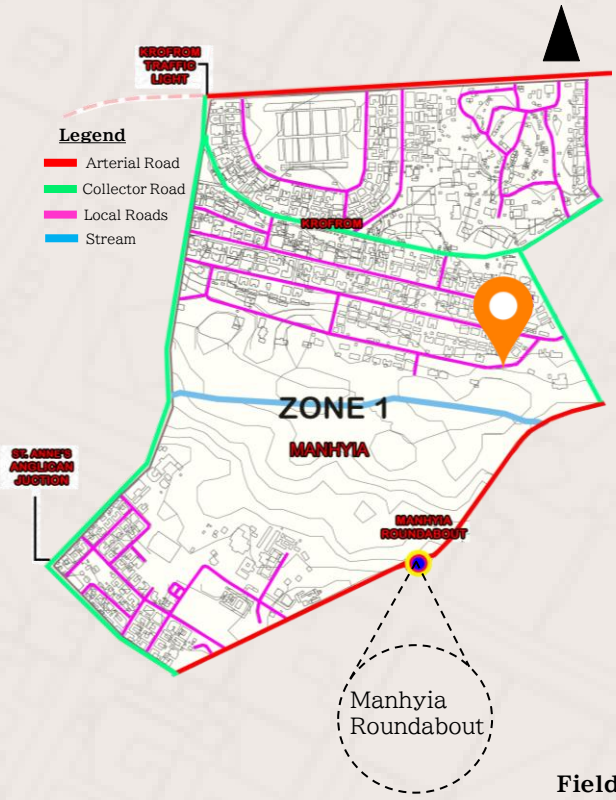 KROFROM
TRAFFIC
LIGHT
Legend
Arterial Road
Collector Road
Local Roads
Stream
KROFROM
ZONE 1
MANHYIA
ST. ANNE'S
ANGLICAN
JUCTION
MANHYIA
ROUNDABOUT
Manhyia
Roundabout
Field